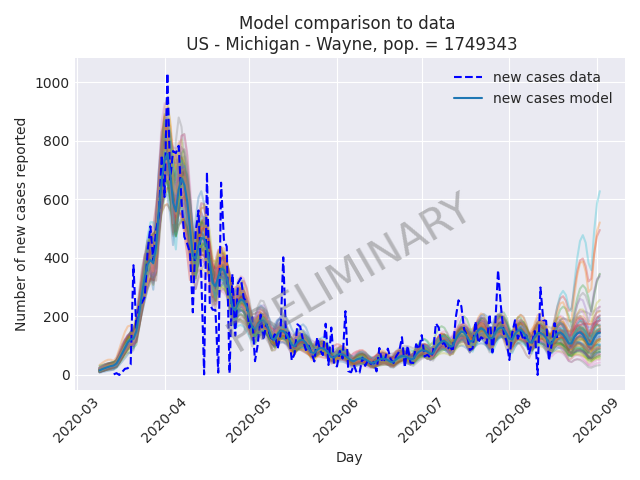 Model comparison to data
US - Michigan - Wayne, pop. = 1749343
new cases data
new cases model
Number of new cases reported
1000
800
600
400
200
0
PRELIMINARY
2020-03
2020-04
2020-05
2020-06
2020-07
2020-08
2020-09
Day